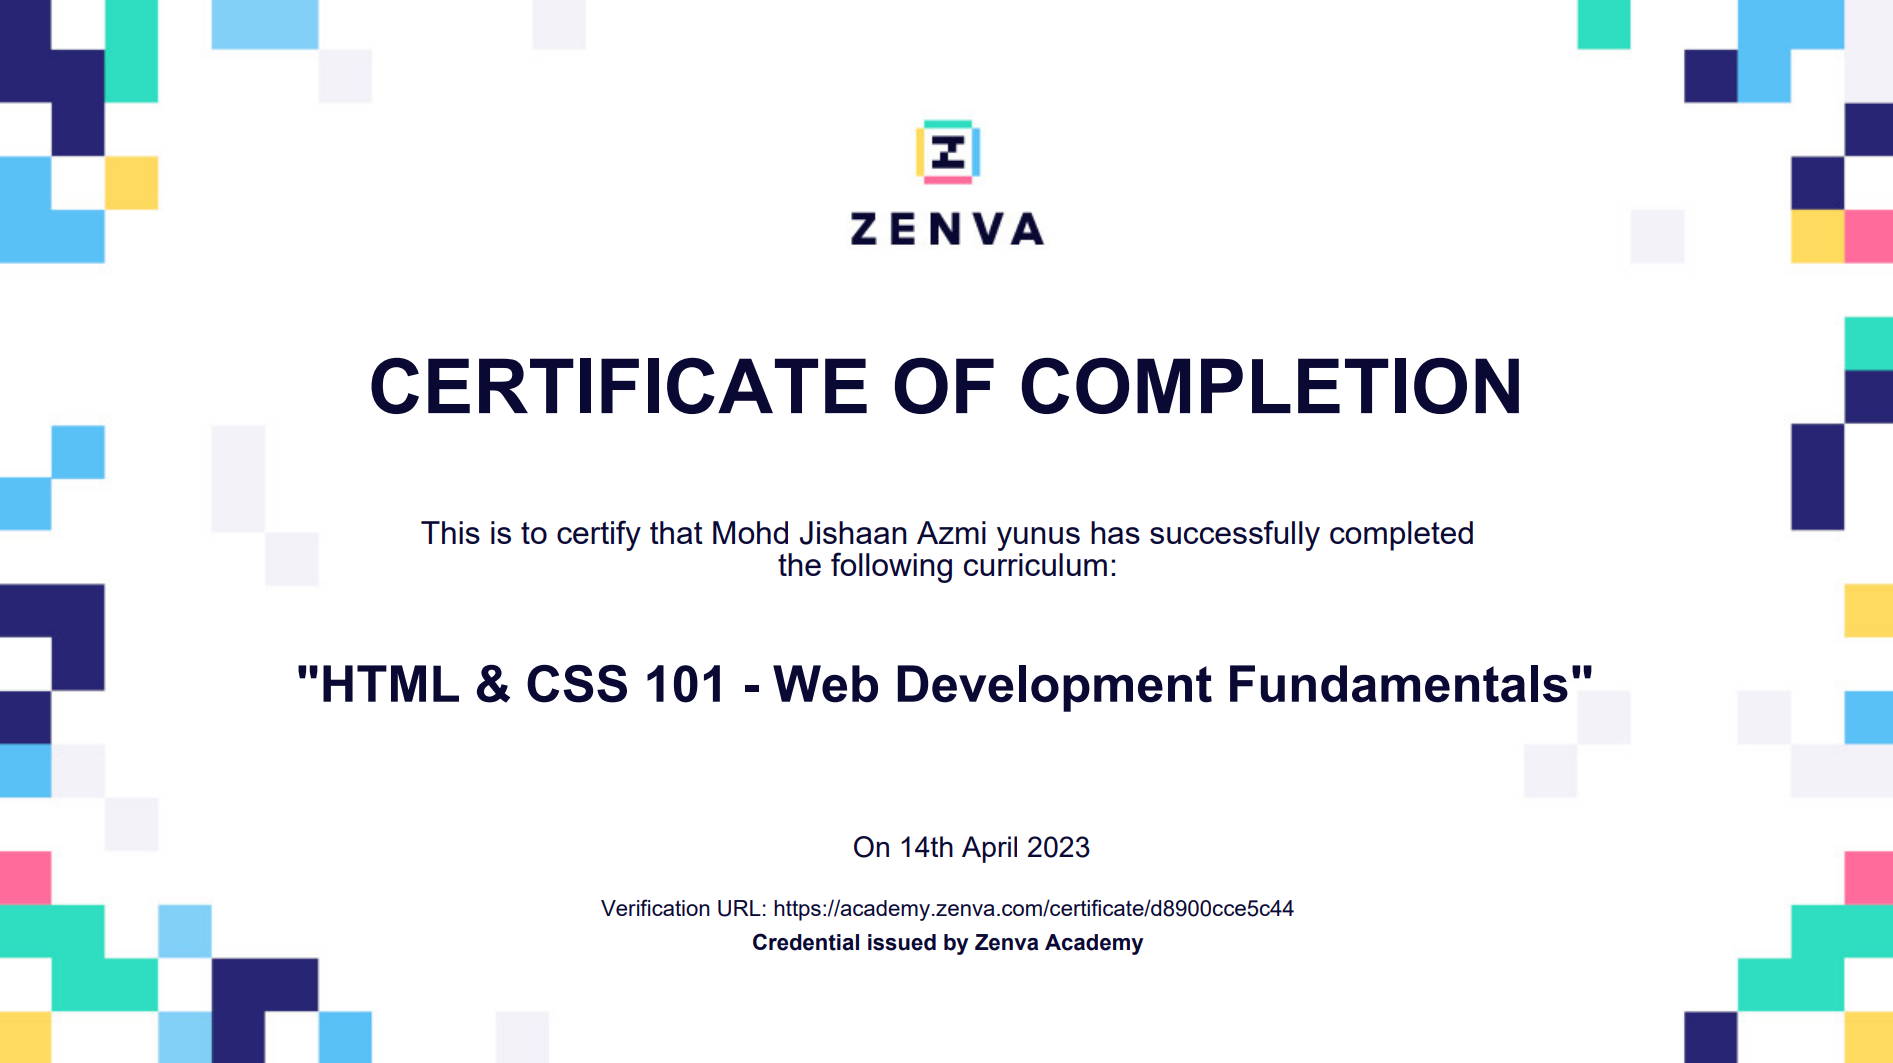 ZENVA
CERTIFICATE OF COMPLETION
This is to certify that Mohd Jishaan Azmi yunus has successfully completed
the following curriculum:
"HTML & CSS 101 - Web Development Fundamentals"
On 14th April 2023
Verification URL: https://academy.zenva.com/certificate/d8900cce5c44
Credential issued by Zenva Academy